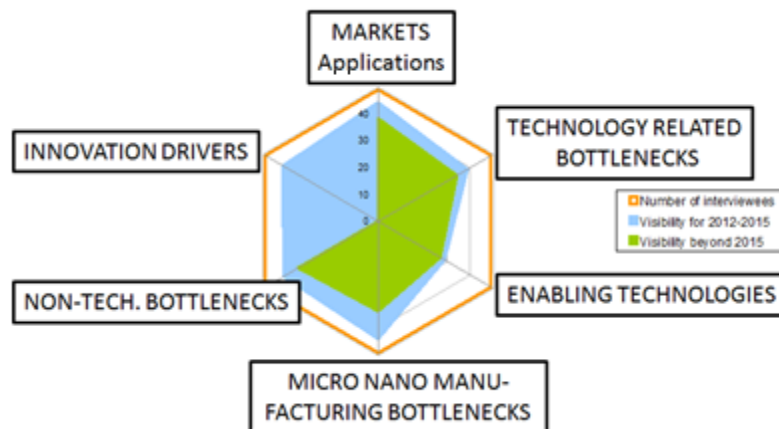 MARKETS
Applications
INNOVATION DRIVERS
TECHNOLOGY RELATED
BOTTLENECKS
40
30
20
10
0
Number of interviewees
Visibility for 2012-2015
Visibility beyond 2015
NON-TECH. BOTTLENECKS
ENABLING TECHNOLOGIES
MICRO NANO MANU-
FACTURING BOTTLENECKS